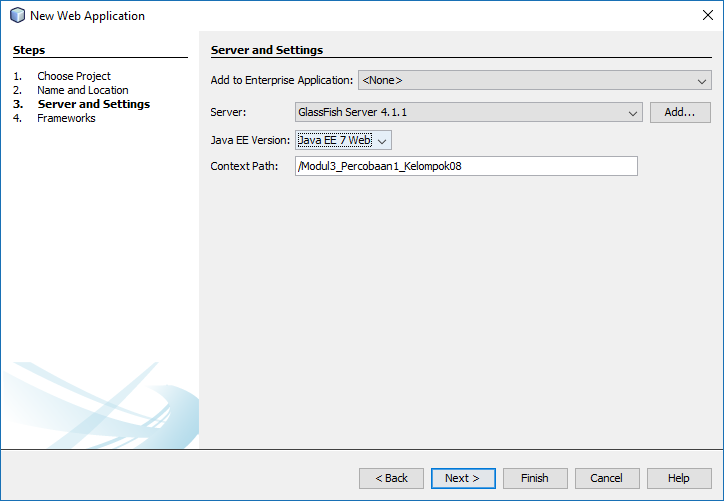 New Web Application
Steps
1. Choose Project
2. Name and Location
3. Server and Settings
4. Frameworks
Server and Settings
Add to Enterprise Application: <None>
Server: GlassFish Server 4.1.1 Add...
Java EE Version: Java EE 7 Web
Context Path: /Modul3_Percobaan1_Kelompok08
< Back Next > Finish Cancel Help